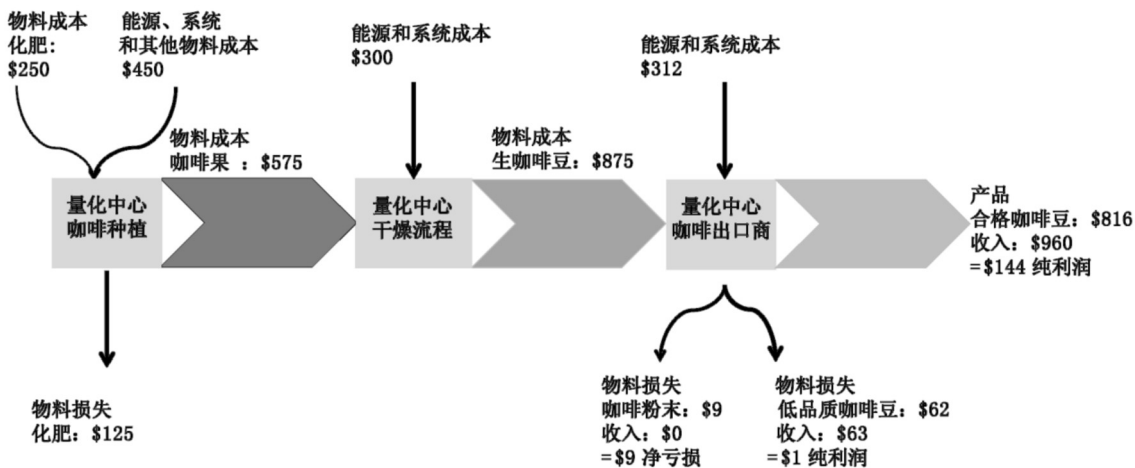 物料成本
化肥:
$250
能源、系统
和其他物料成本
$450
能源和系统成本
$300
能源和系统成本
$312
物料成本
咖啡果 : $575
物料成本
生咖啡豆: $875
量化中心
咖啡种植
量化中心
干燥流程
量化中心
咖啡出口商
产品
合格咖啡豆: $816
收入: $960
=$144 纯利润
物料损失
化肥: $125
物料损失
咖啡粉末: $9
收入: $0
=$9 净亏损
物料损失
低品质咖啡豆: $62
收入: $63
=$1 纯利润